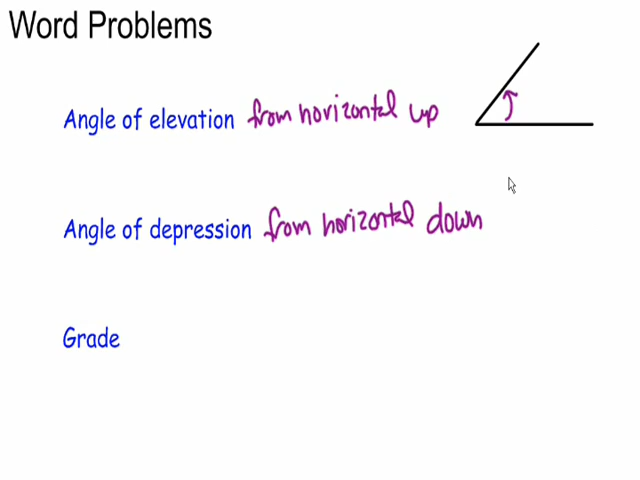 Word Problems
Angle of elevation from horizontal up
Angle of depression from horizontal down
Grade